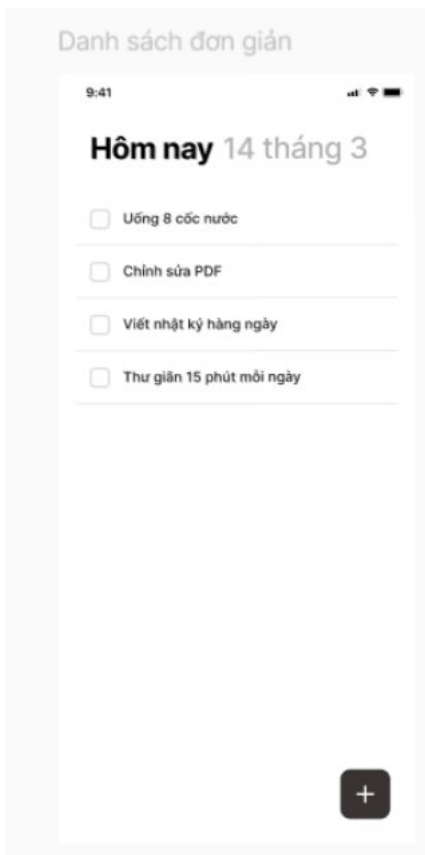 Danh sách đơn giản
9:41
Hôm nay 14 tháng 3
Uống 8 cốc nước
Chỉnh sửa PDF
Viết nhật ký hàng ngày
Thư giãn 15 phút mỗi ngày
+